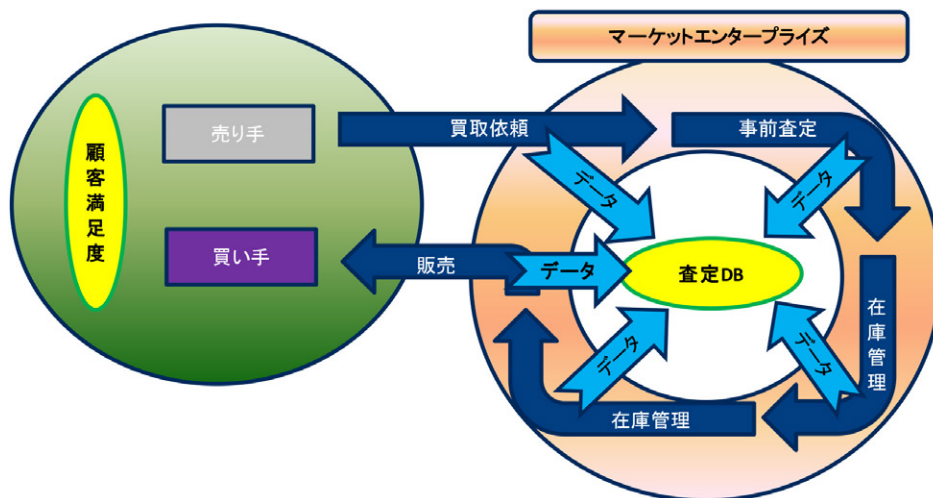 マーケットエンタープライズ
売り手
買取依頼
事前査定
データ
データ
顧客満足度
買い手
販売
データ
査定DB
在庫管理
データ
データ
在庫管理